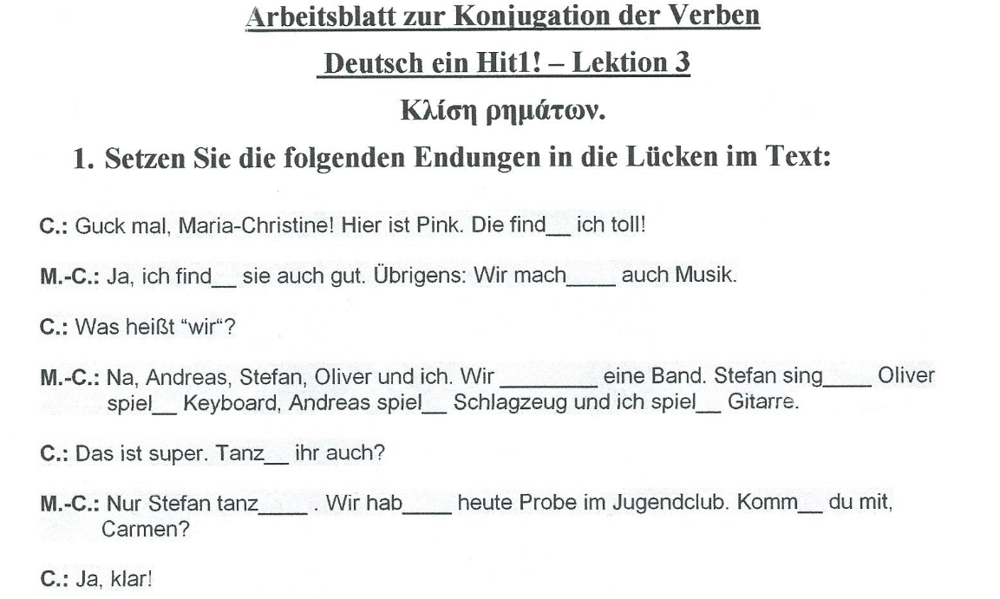 Arbeitsblatt zur Konjugation der Verben
Deutsch ein Hit1! – Lektion 3
Κλίση ρημάτων.
1. Setzen Sie die folgenden Endungen in die Lücken im Text:
C.: Guck mal, Maria-Christine! Hier ist Pink. Die find__ ich toll!
M.-C.: Ja, ich find__ sie auch gut. Übrigens: Wir mach____ auch Musik.
C.: Was heißt “wir“?
M.-C.: Na, Andreas, Stefan, Oliver und ich. Wir ________ eine Band. Stefan sing____ Oliver
spiel__ Keyboard, Andreas spiel__ Schlagzeug und ich spiel__ Gitarre.
C.: Das ist super. Tanz__ ihr auch?
M.-C.: Nur Stefan tanz____ . Wir hab____ heute Probe im Jugendclub. Komm__ du mit,
Carmen?
C.: Ja, klar!